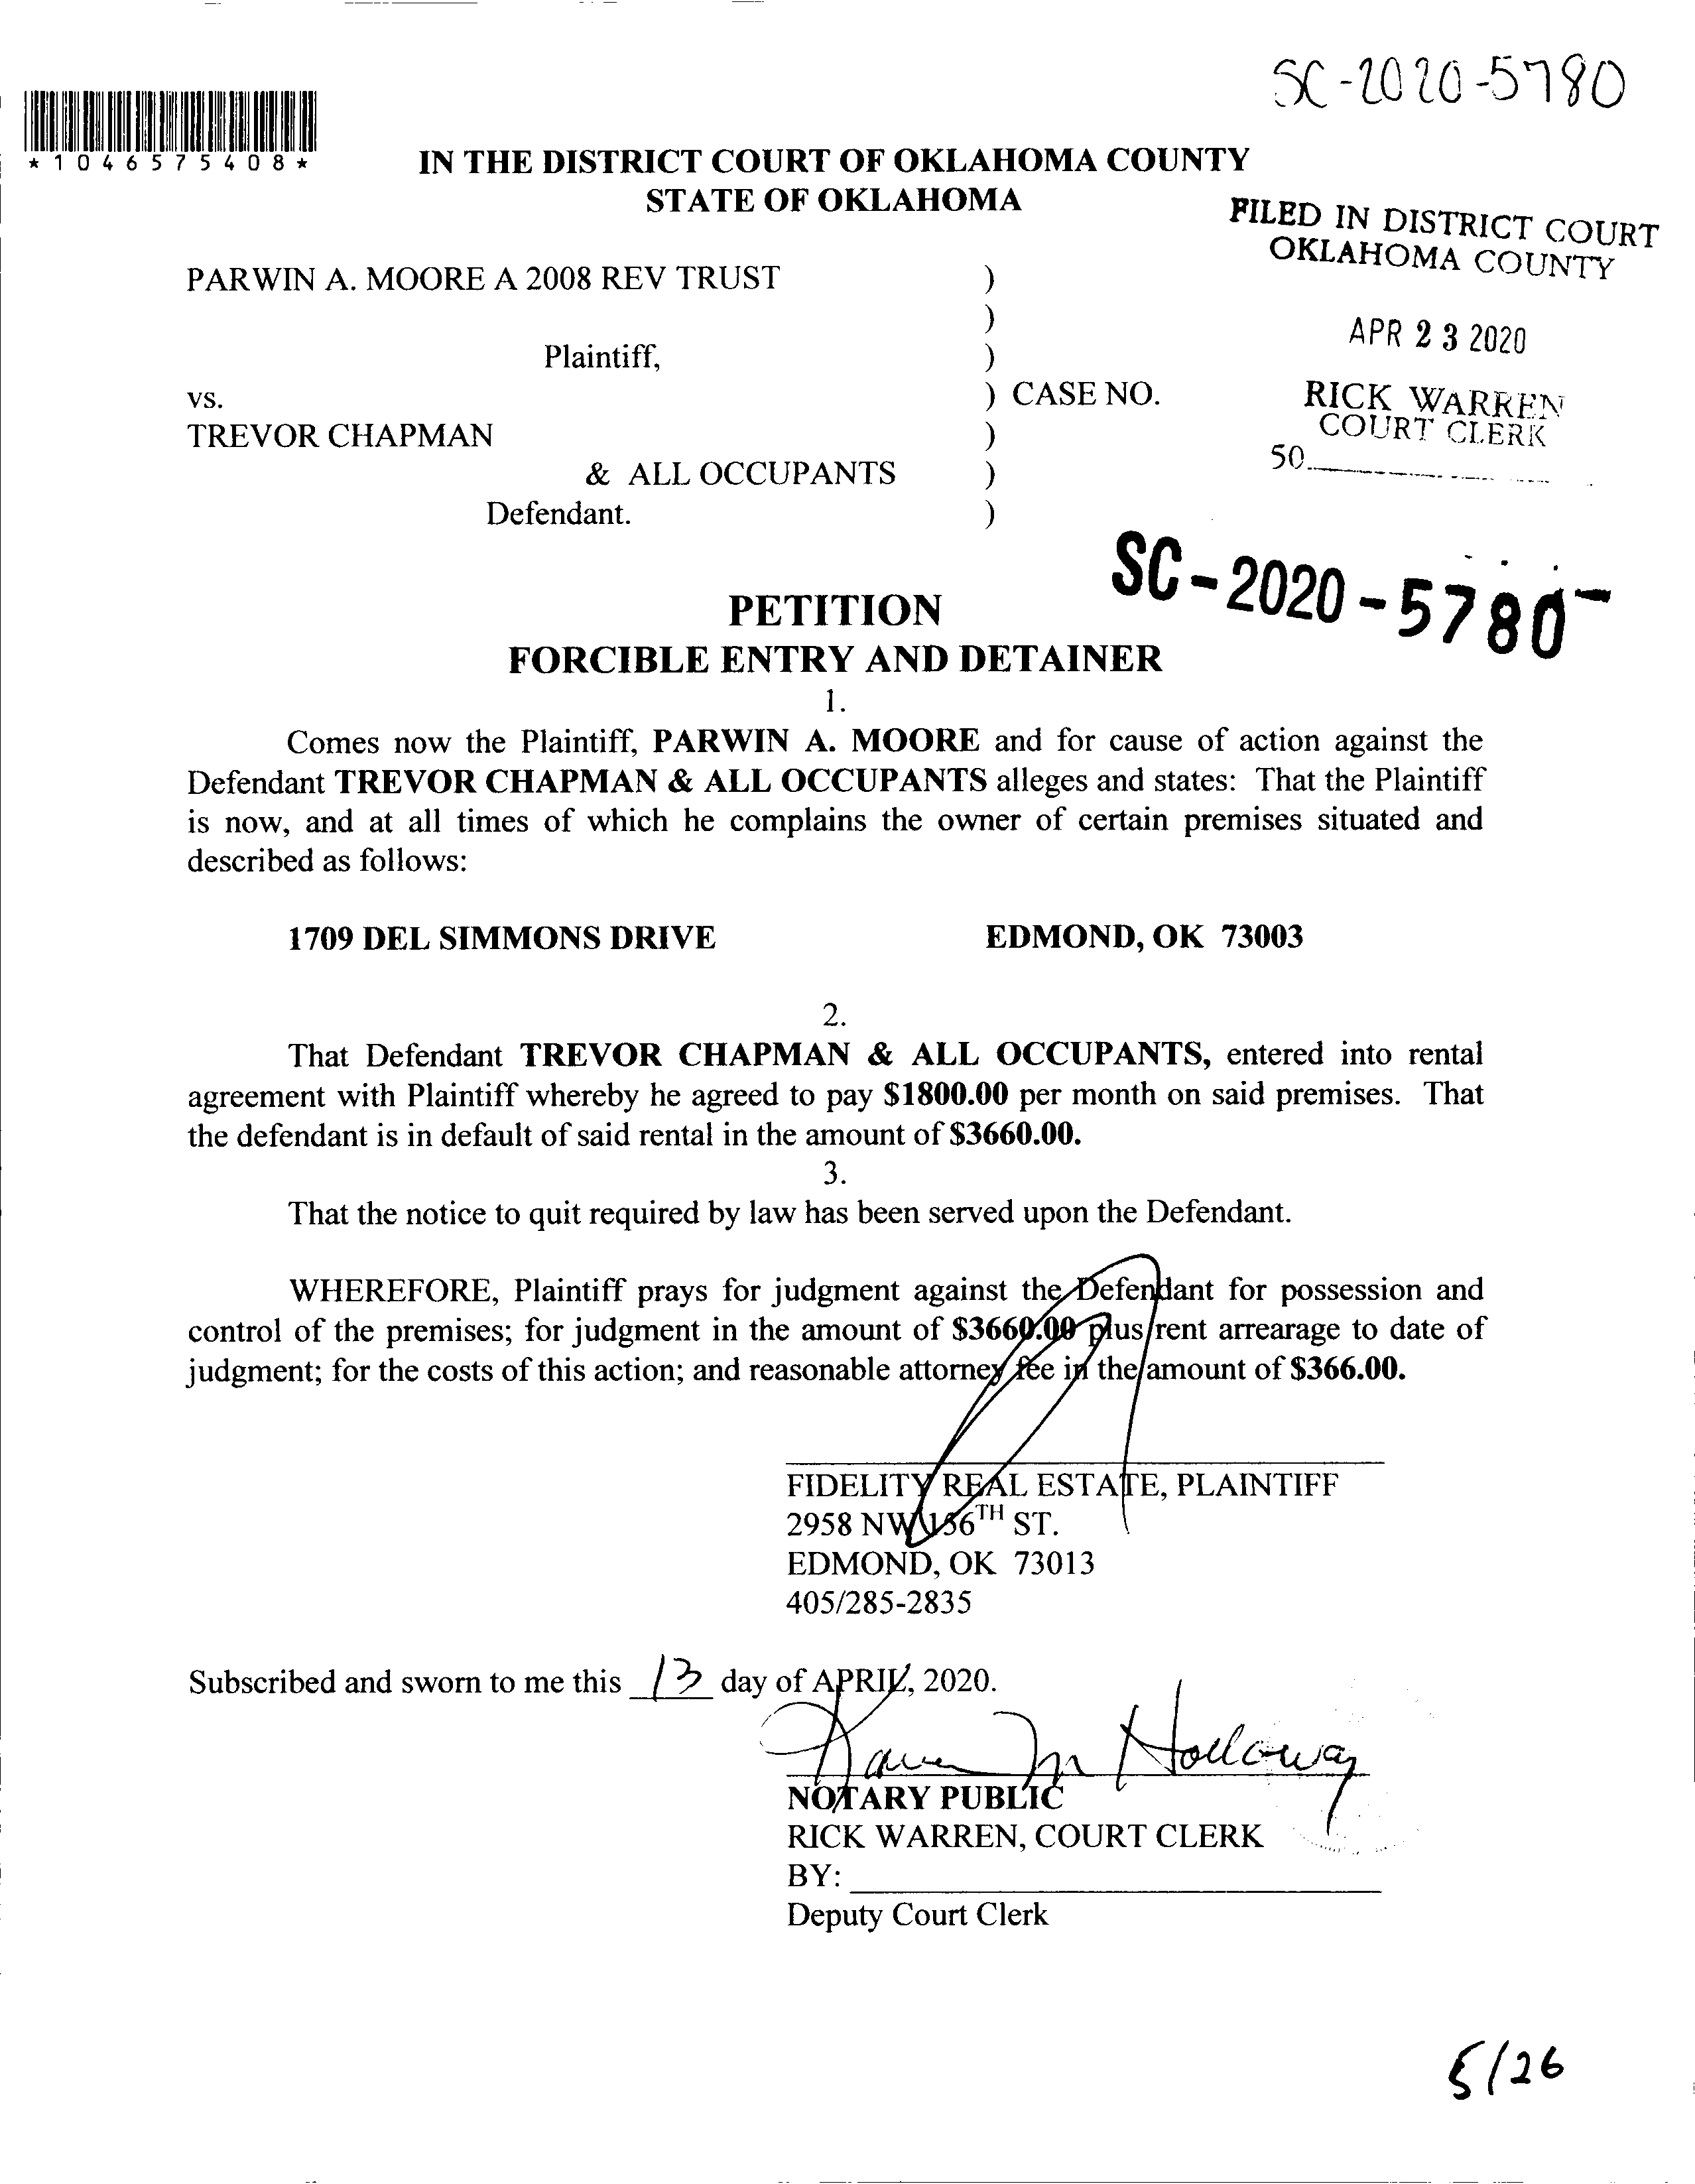 SC-2020-5780
*1046575408*
IN THE DISTRICT COURT OF OKLAHOMA COUNTY
STATE OF OKLAHOMA
FILED IN DISTRICT COURT
OKLAHOMA COUNTY
PARWIN A. MOORE A 2008 REV TRUST )
)
APR 23 2020
Plaintiff, )
vs. ) CASE NO.
RICK WARREN
COURT CLERK
TREVOR CHAPMAN )
50
& ALL OCCUPANTS )
Defendant. )
SC-2020-5780-
PETITION
FORCIBLE ENTRY AND DETAINER
1.
Comes now the Plaintiff, PARWIN A. MOORE and for cause of action against the
Defendant TREVOR CHAPMAN & ALL OCCUPANTS alleges and states: That the Plaintiff
is now, and at all times of which he complains the owner of certain premises situated and
described as follows:
1709 DEL SIMMONS DRIVE EDMOND, OK 73003
2.
That Defendant TREVOR CHAPMAN & ALL OCCUPANTS, entered into rental
agreement with Plaintiff whereby he agreed to pay $1800.00 per month on said premises. That
the defendant is in default of said rental in the amount of $3660.00.
3.
That the notice to quit required by law has been served upon the Defendant.
WHEREFORE, Plaintiff prays for judgment against the Defendant for possession and
control of the premises; for judgment in the amount of $3660.00 plus rent arrearage to date of
judgment; for the costs of this action; and reasonable attorney fee in the amount of $366.00.
FIDELITY REAL ESTATE, PLAINTIFF
2958 NW 156TH ST.
EDMOND, OK 73013
405/285-2835
Subscribed and sworn to me this 13 day of APRIL, 2020.
Karen M Holloway
NOTARY PUBLIC
RICK WARREN, COURT CLERK
BY:
Deputy Court Clerk
5/26